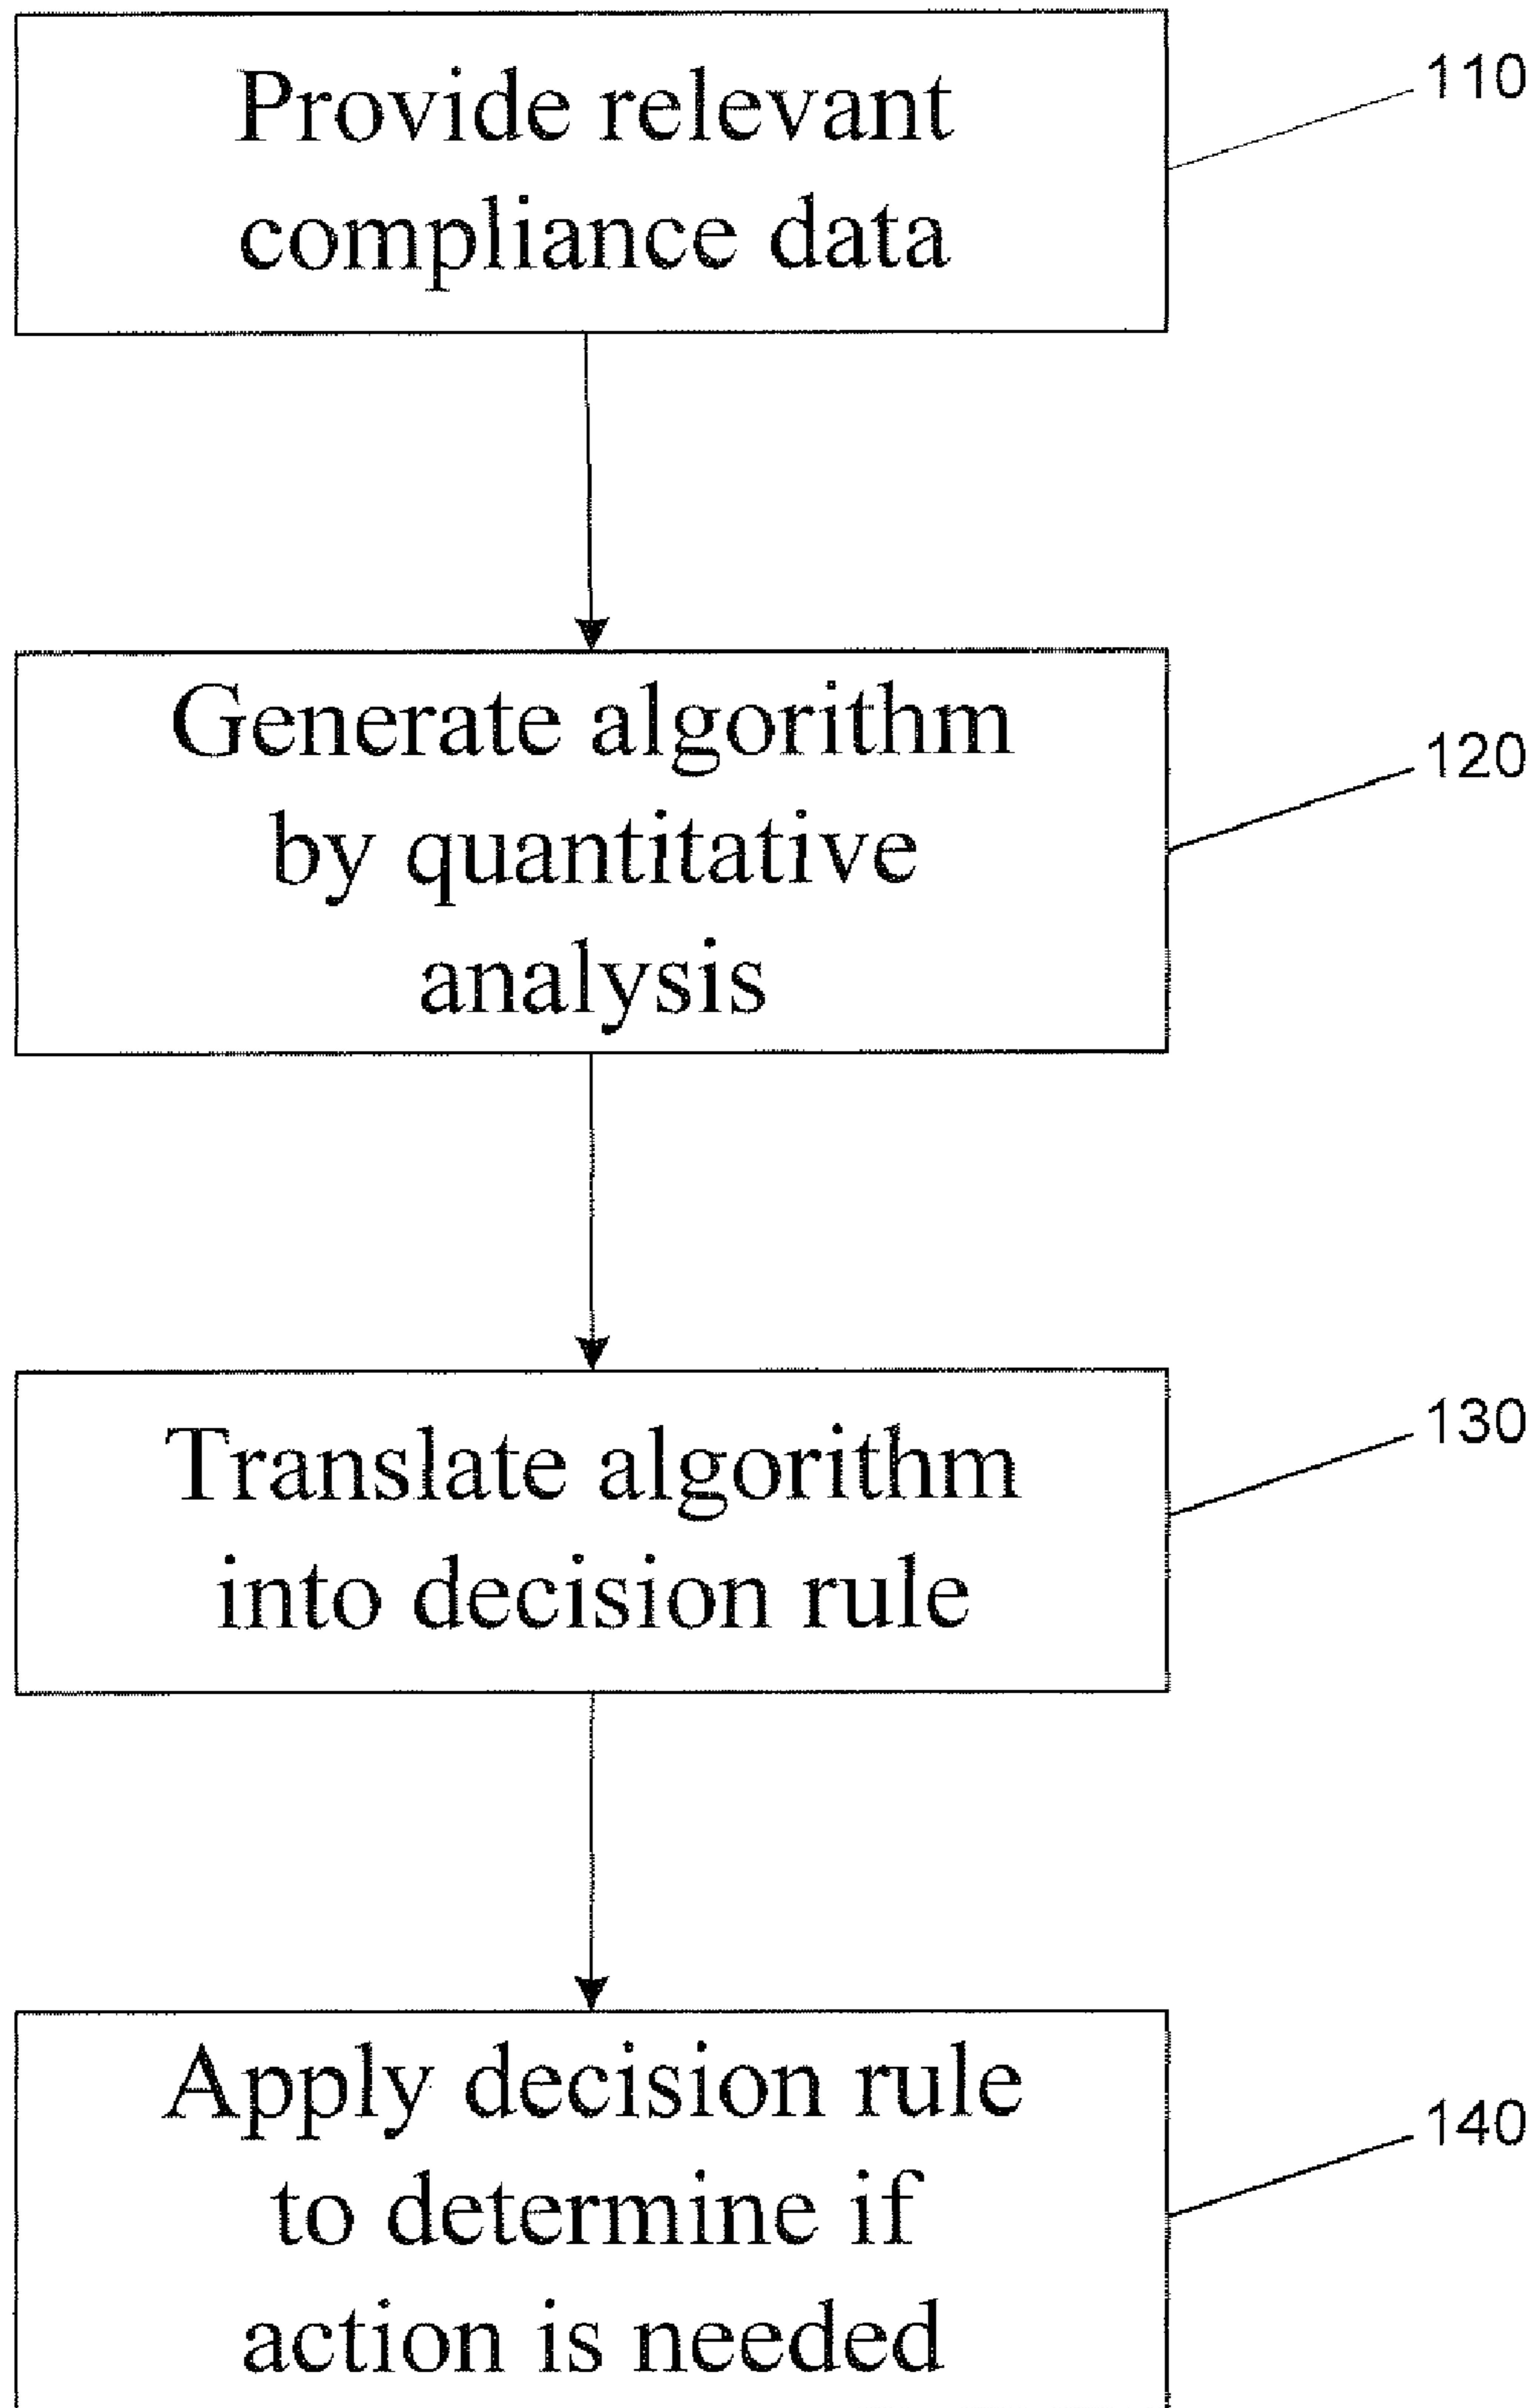 Provide relevant
compliance data
110
Generate algorithm
by quantitative
analysis
120
Translate algorithm
into decision rule
130
Apply decision rule
to determine if
action is needed
140